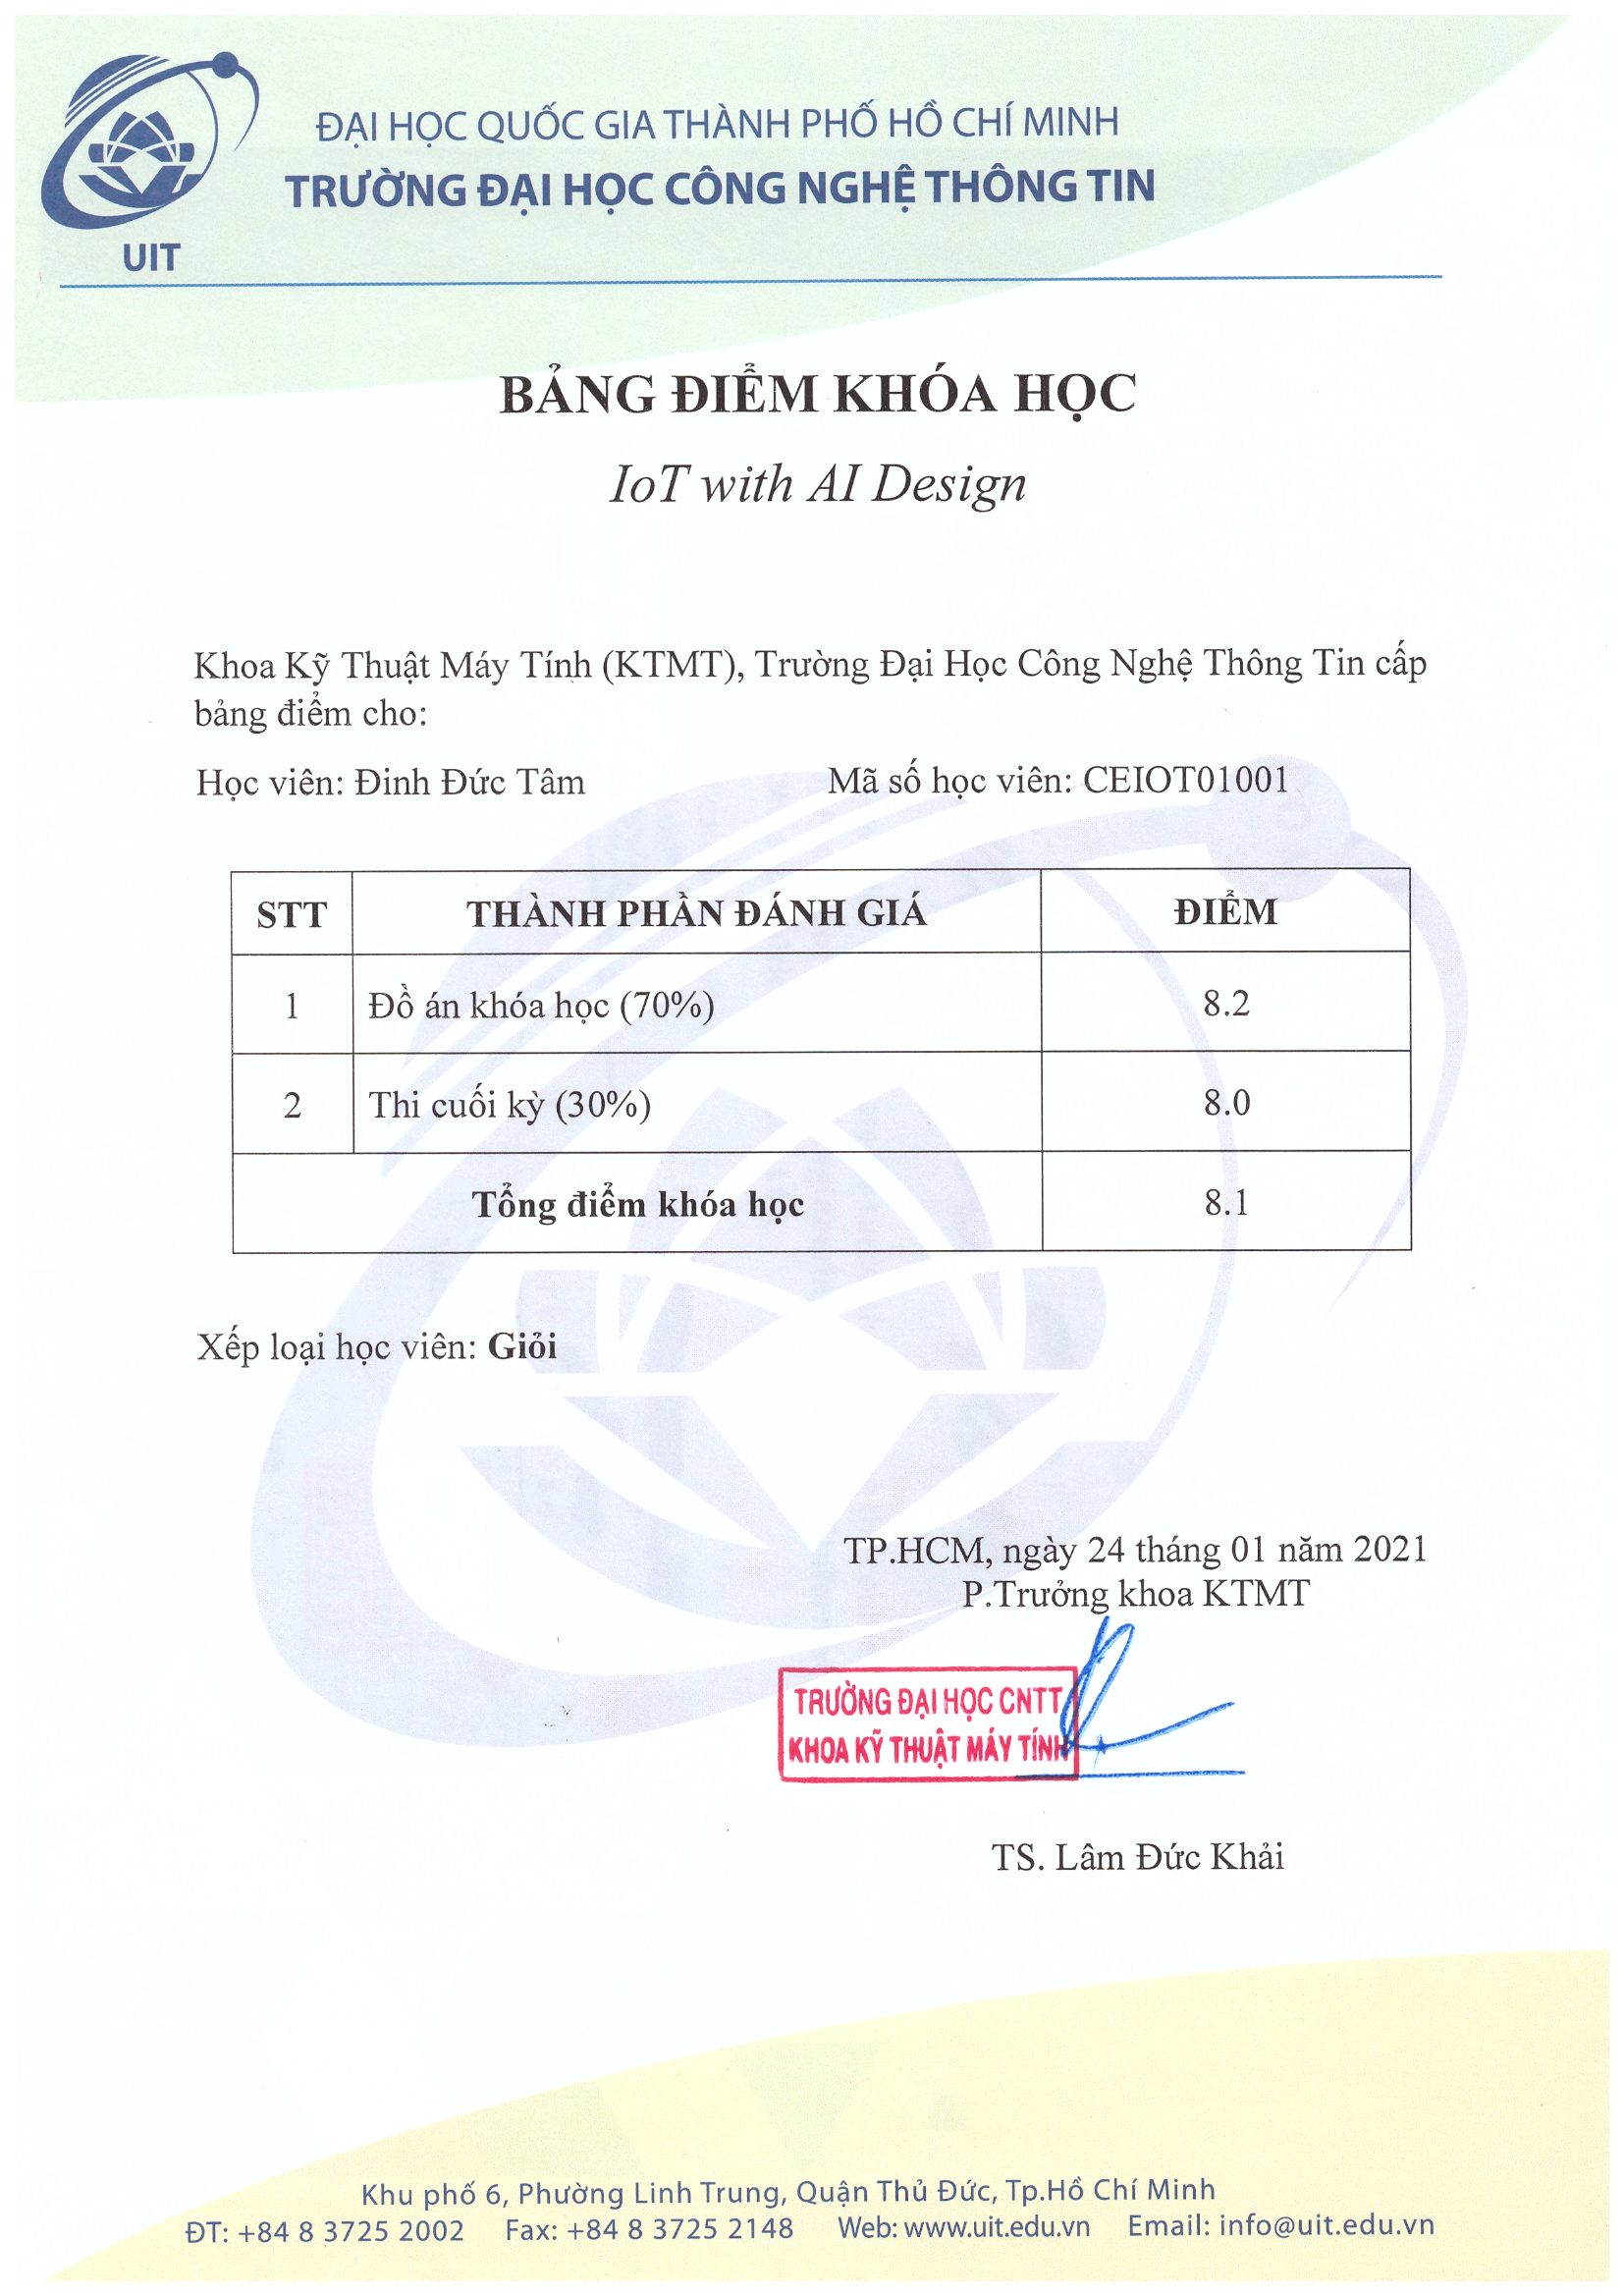 ĐẠI HỌC QUỐC GIA THÀNH PHỐ HỒ CHÍ MINH
TRƯỜNG ĐẠI HỌC CÔNG NGHỆ THÔNG TIN
UIT
BẢNG ĐIỂM KHÓA HỌC
IoT with AI Design
Khoa Kỹ Thuật Máy Tính (KTMT), Trường Đại Học Công Nghệ Thông Tin cấp
bảng điểm cho:
Học viên: Đinh Đức Tâm Mã số học viên: CEIOT01001
STT THÀNH PHẦN ĐÁNH GIÁ ĐIỂM
1 Đồ án khóa học (70%) 8.2
2 Thi cuối kỳ (30%) 8.0
Tổng điểm khóa học 8.1
Xếp loại học viên: Giỏi
TP.HCM, ngày 24 tháng 01 năm 2021
P.Trưởng khoa KTMT
TRƯỜNG ĐẠI HỌC CNTT
KHOA KỸ THUẬT MÁY TÍNH
TS. Lâm Đức Khải
Khu phố 6, Phường Linh Trung, Quận Thủ Đức, Tp.Hồ Chí Minh
ĐT: +84 8 3725 2002 Fax: +84 8 3725 2148 Web: www.uit.edu.vn Email: info@uit.edu.vn